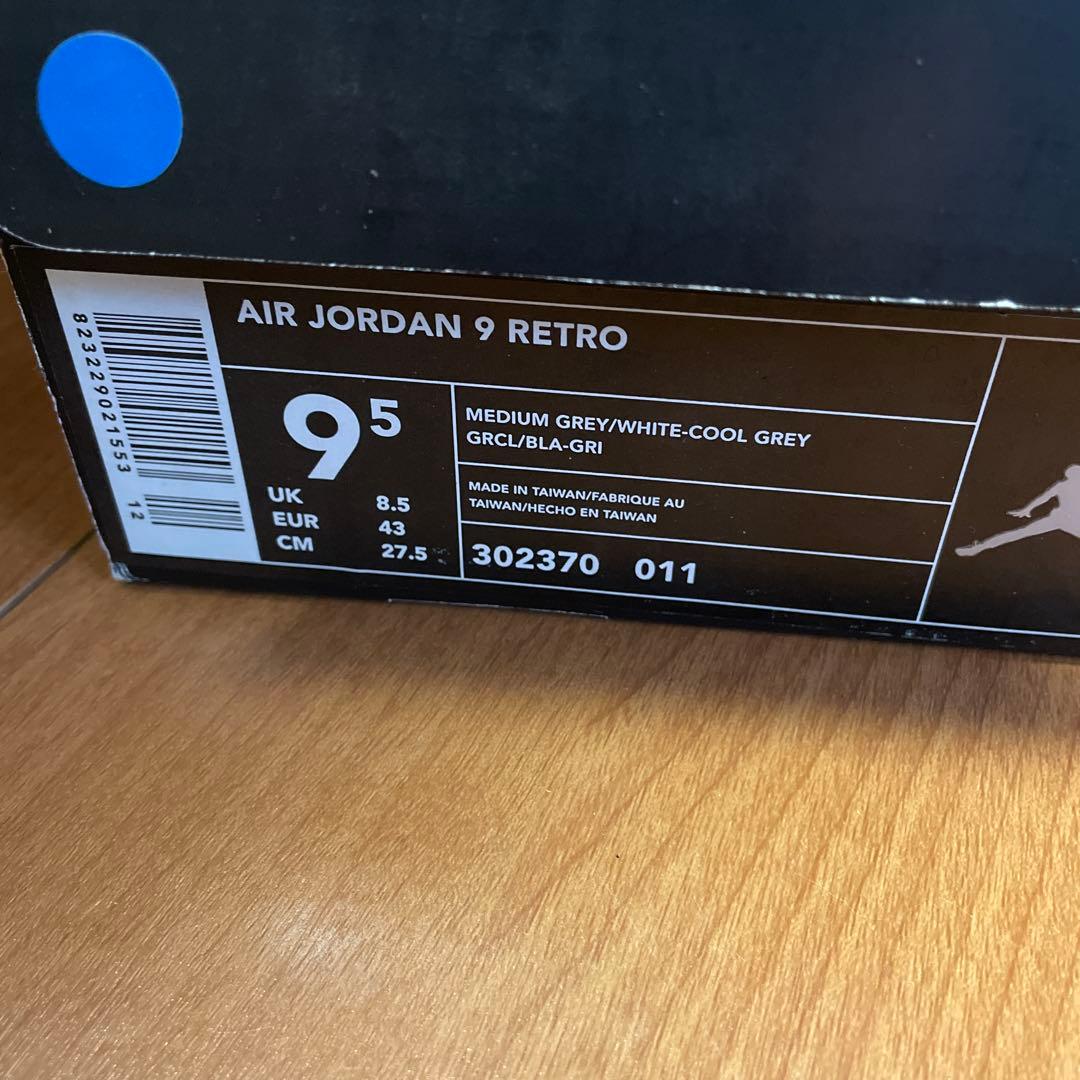 AIR JORDAN 9 RETRO
823229021553
12
9 5
UK 8.5
EUR 43
CM 27.5
MEDIUM GREY/WHITE-COOL GREY
GRCL/BLA-GRI
MADE IN TAIWAN/FABRIQUE AU
TAIWAN/HECHO EN TAIWAN
302370 011